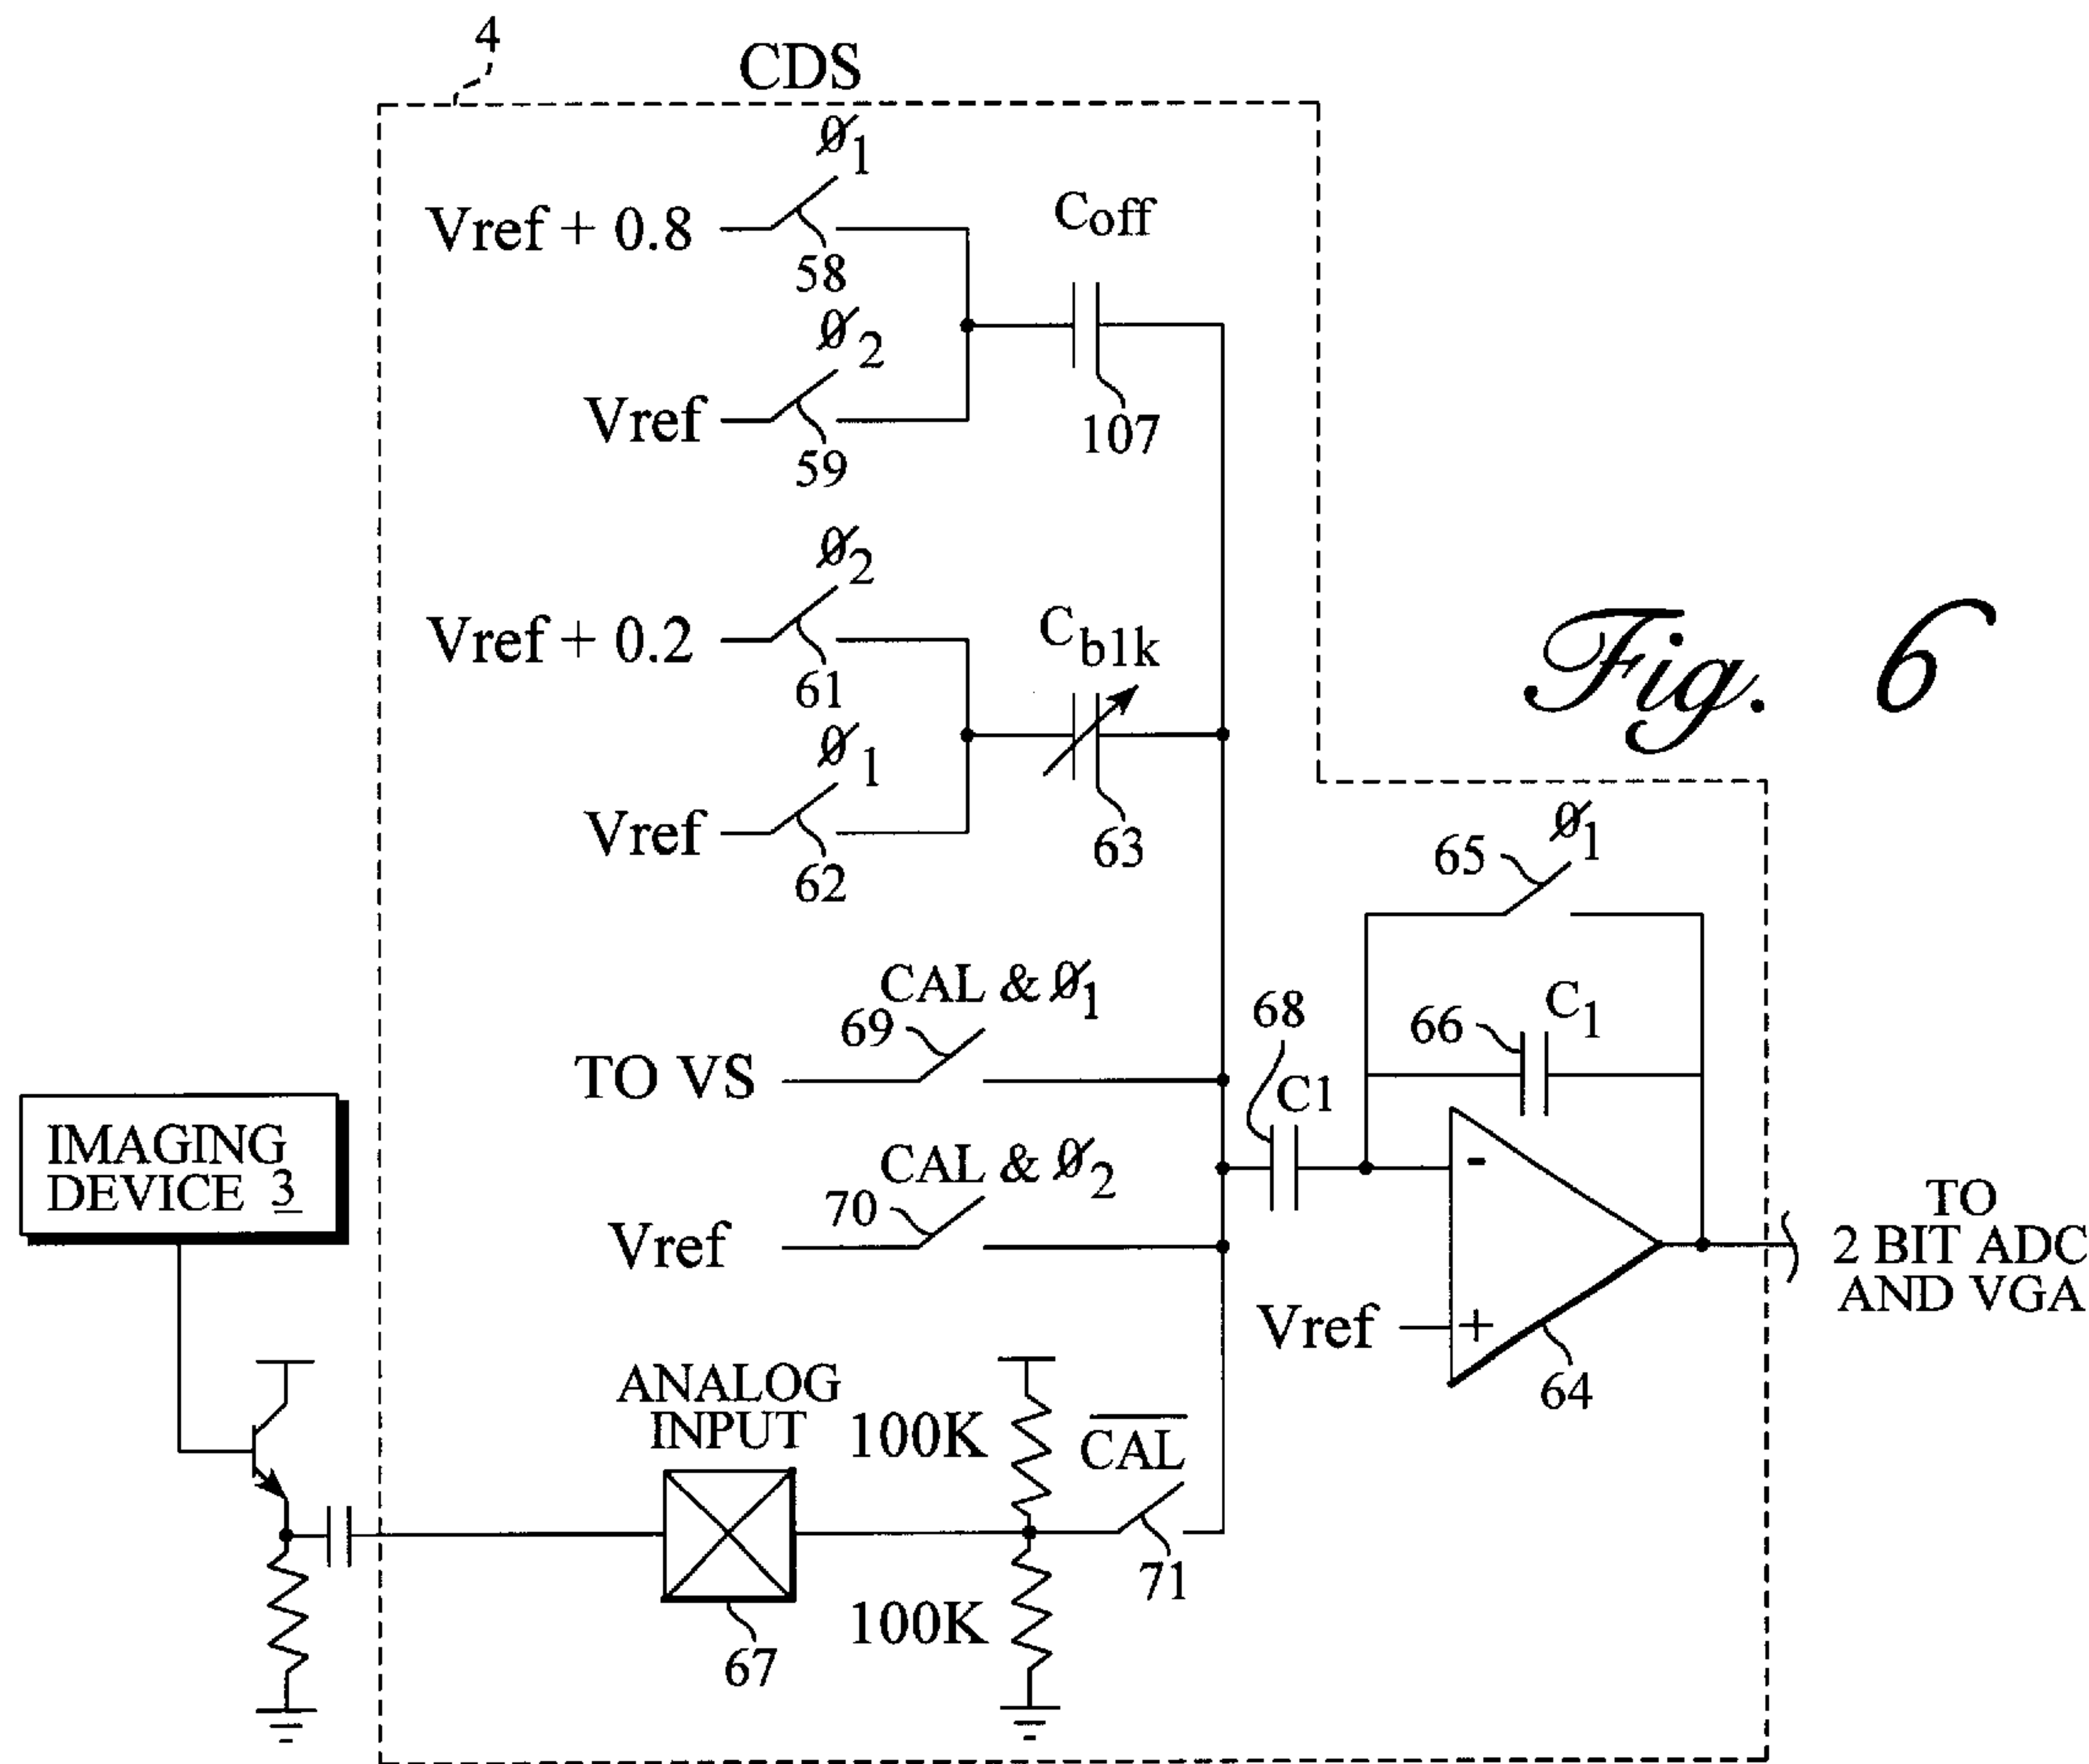 4
CDS
Ø1
Vref + 0.8
58
Coff
Ø2
Vref
59
107
Ø2
Vref + 0.2
61
Cb1k
Ø1
Vref
62
63
Fig. 6
65
Ø1
CAL & Ø1
69
TO VS
68
C1
66
C1
CAL & Ø2
70
Vref
-
Vref
+
64
TO
2 BIT ADC
AND VGA
IMAGING
DEVICE 3
ANALOG
INPUT
67
100K
100K
CAL
71